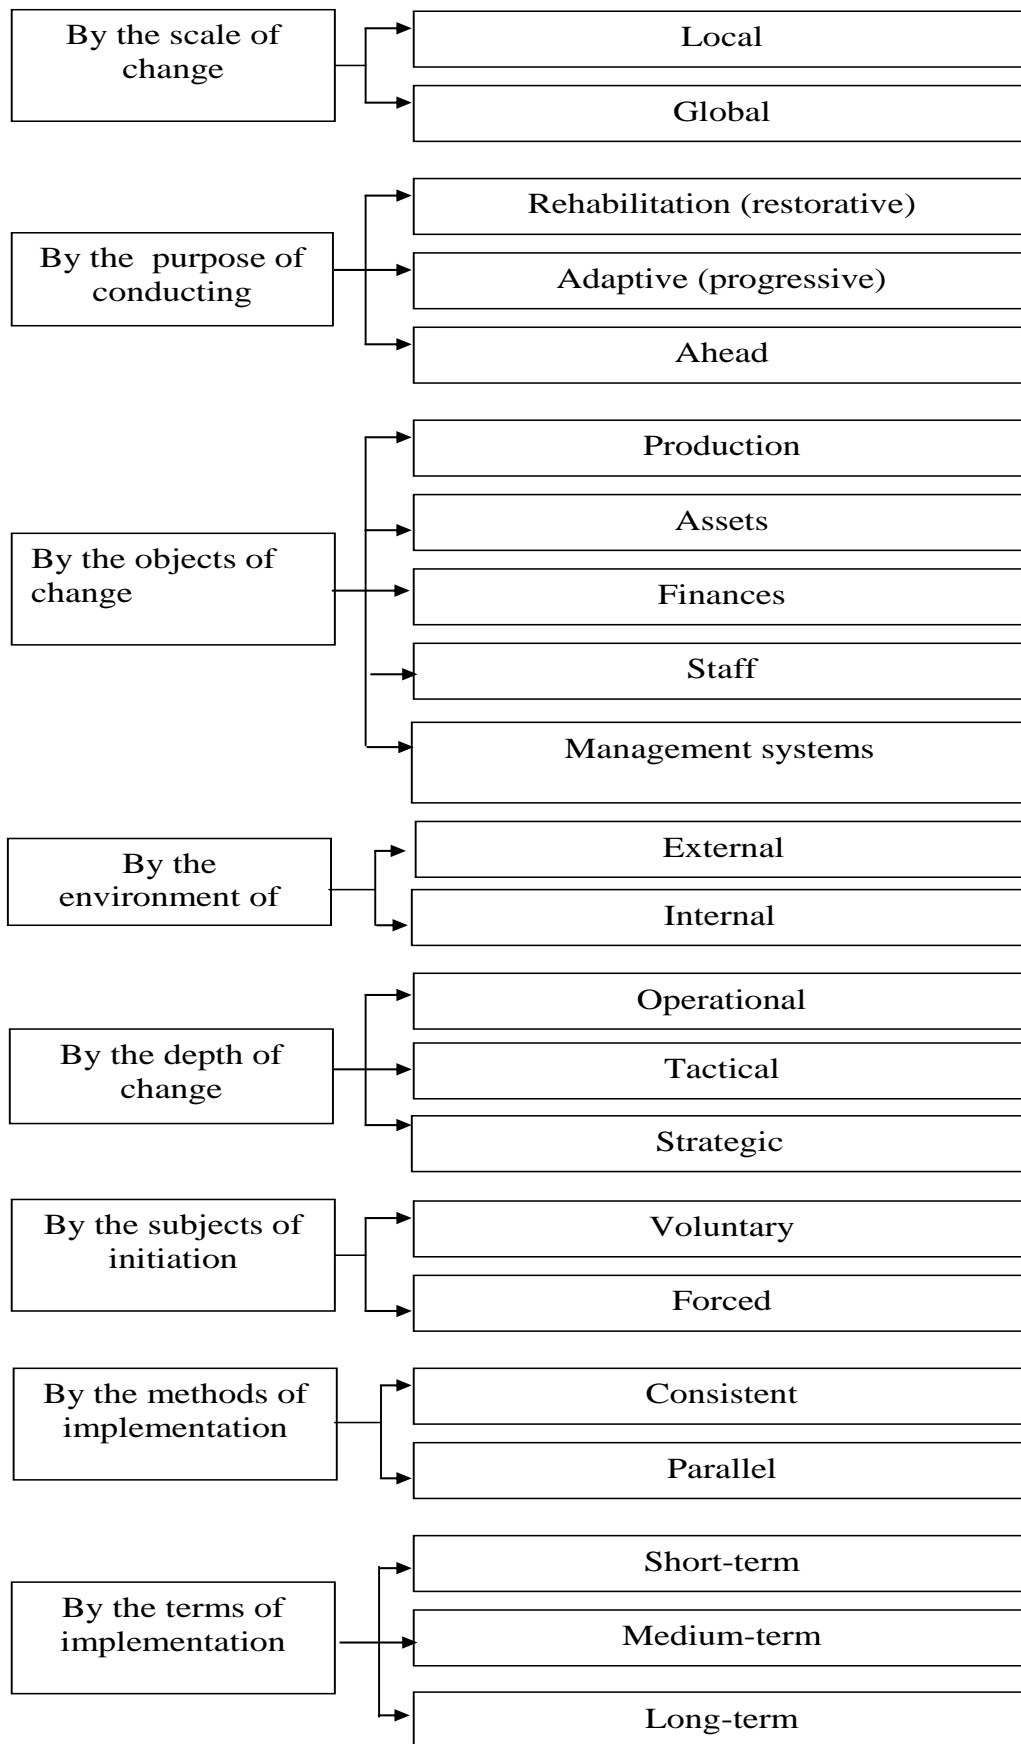 By the scale of
change
Local
Global
By the purpose of
conducting
Rehabilitation (restorative)
Adaptive (progressive)
Ahead
By the objects of
change
Production
Assets
Finances
Staff
Management systems
By the
environment of
External
Internal
By the depth of
change
Operational
Tactical
Strategic
By the subjects of
initiation
Voluntary
Forced
By the methods of
implementation
Consistent
Parallel
By the terms of
implementation
Short-term
Medium-term
Long-term